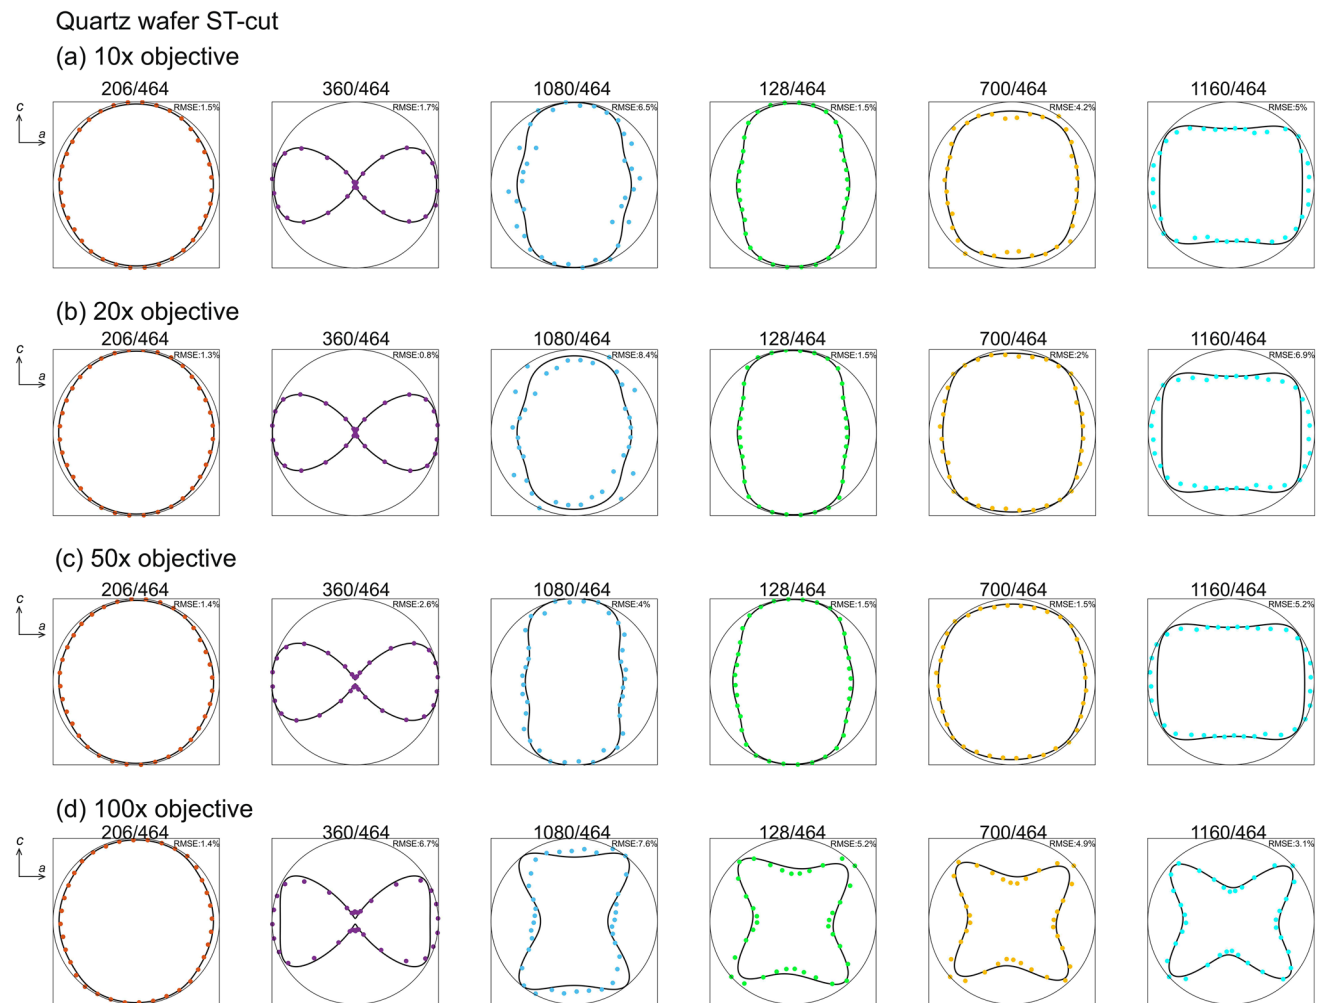 Quartz wafer ST-cut
(a) 10x objective
206/464 360/464 1080/464 128/464 700/464 1160/464
RMSE:1.5% RMSE:1.7% RMSE:6.5% RMSE:1.5% RMSE:4.2% RMSE:5%
c
a
(b) 20x objective
206/464 360/464 1080/464 128/464 700/464 1160/464
c
RMSE:1.3% RMSE:0.8% RMSE:8.4% RMSE:1.5% RMSE:2% RMSE:6.9%
a
(c) 50x objective
206/464 360/464 1080/464 128/464 700/464 1160/464
c
RMSE:1.4% RMSE:2.6% RMSE:4% RMSE:1.5% RMSE:1.5% RMSE:5.2%
a
(d) 100x objective
206/464 360/464 1080/464 128/464 700/464 1160/464
c
RMSE:1.4% RMSE:6.7% RMSE:7.6% RMSE:5.2% RMSE:4.9% RMSE:3.1%
a